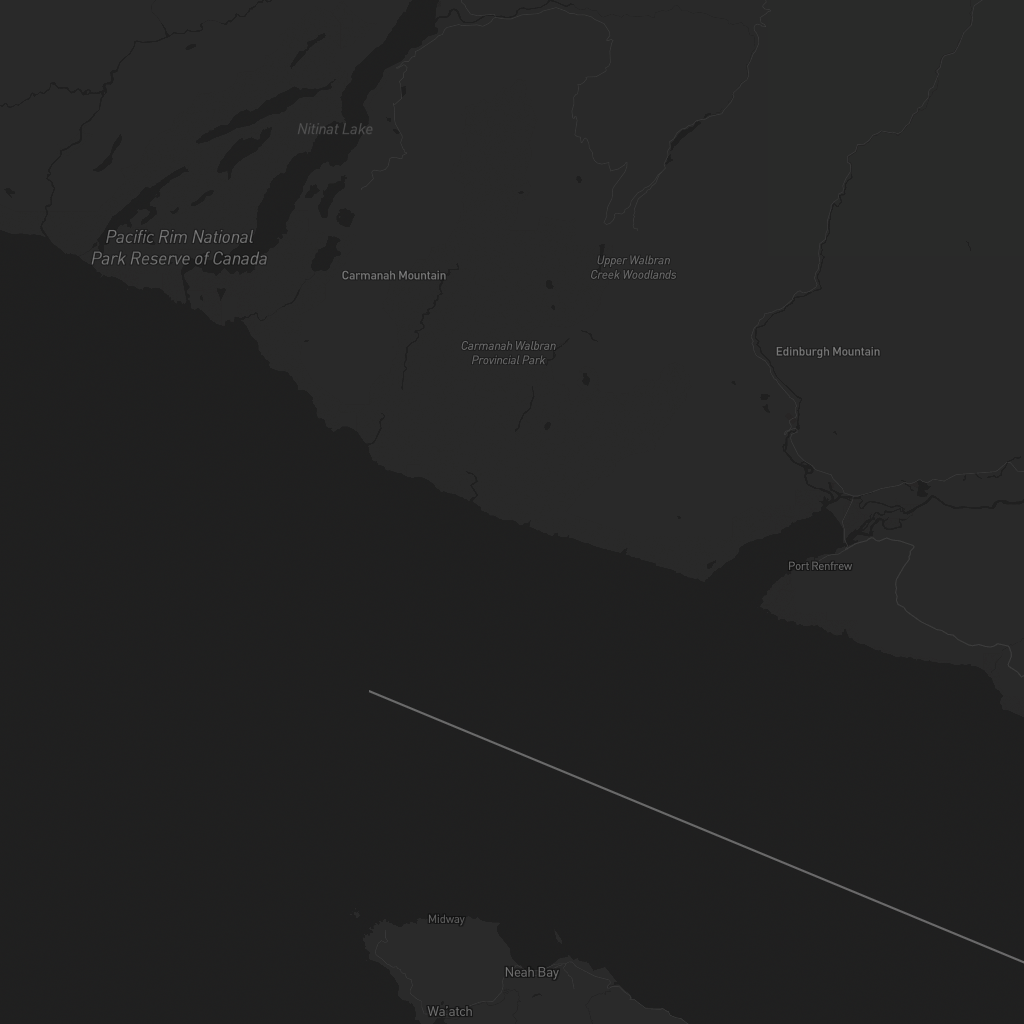 Nitinat Lake
Pacific Rim National
Park Reserve of Canada
Carmanah Mountain
Upper Walbran
Creek Woodlands
Carmanah Walbran
Provincial Park
Edinburgh Mountain
Port Renfrew
Midway
Neah Bay
Wa'atch